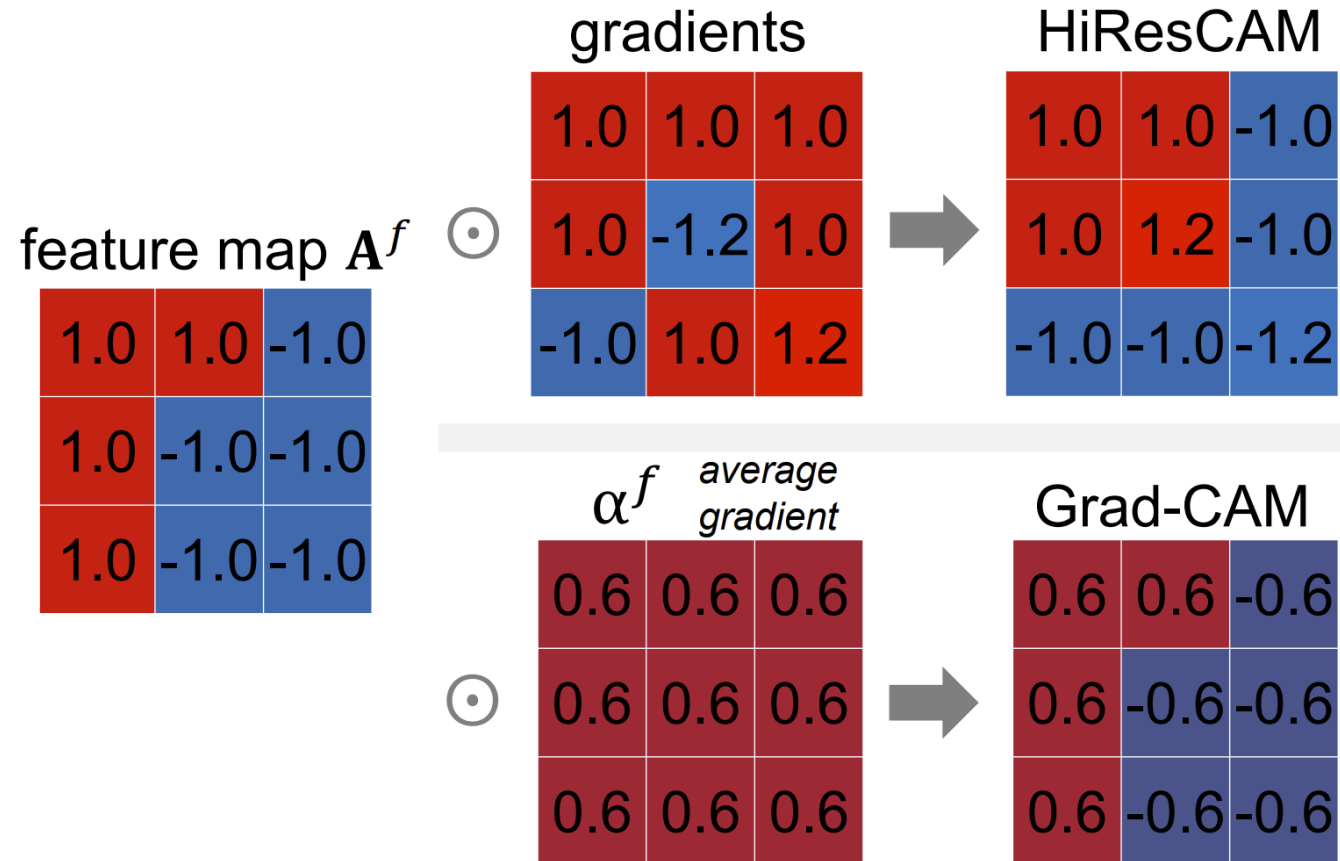 feature map A^f
1.0 1.0 -1.0
1.0 -1.0 -1.0
1.0 -1.0 -1.0
⊙
gradients
1.0 1.0 1.0
1.0 -1.2 1.0
-1.0 1.0 1.2
HiResCAM
1.0 1.0 -1.0
1.0 1.2 -1.0
-1.0 -1.0 -1.2
⊙
α^f average
gradient
0.6 0.6 0.6
0.6 0.6 0.6
0.6 0.6 0.6
Grad-CAM
0.6 0.6 -0.6
0.6 -0.6 -0.6
0.6 -0.6 -0.6